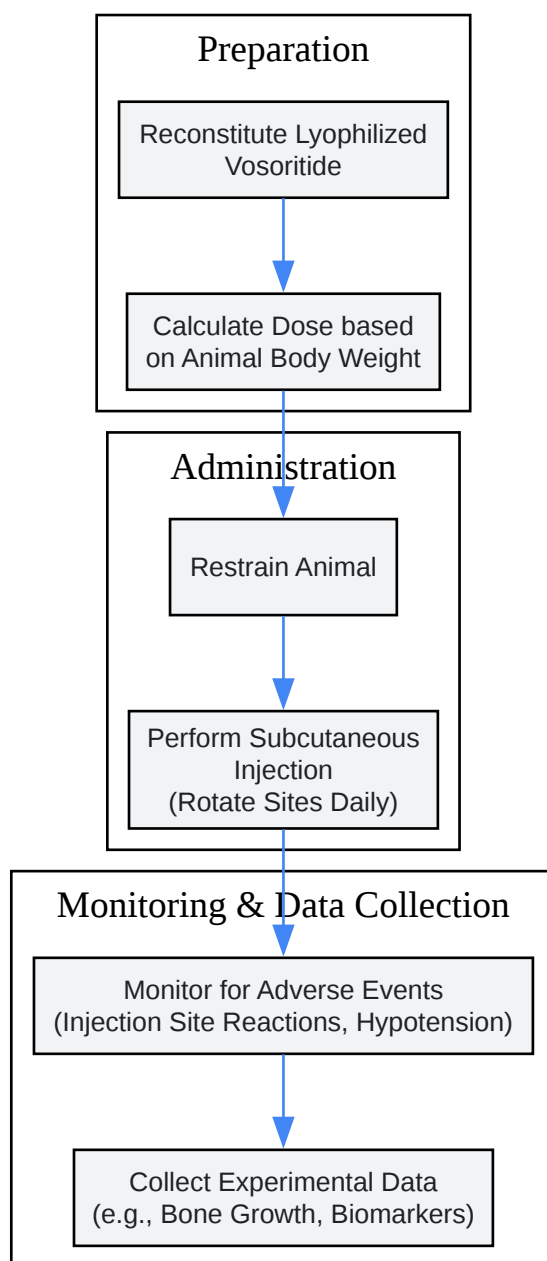 Preparation
Reconstitute Lyophilized
Vosoritide
Calculate Dose based
on Animal Body Weight
Administration
Restrain Animal
Perform Subcutaneous
Injection
(Rotate Sites Daily)
Monitoring & Data Collection
Monitor for Adverse Events
(Injection Site Reactions, Hypotension)
Collect Experimental Data
(e.g., Bone Growth, Biomarkers)